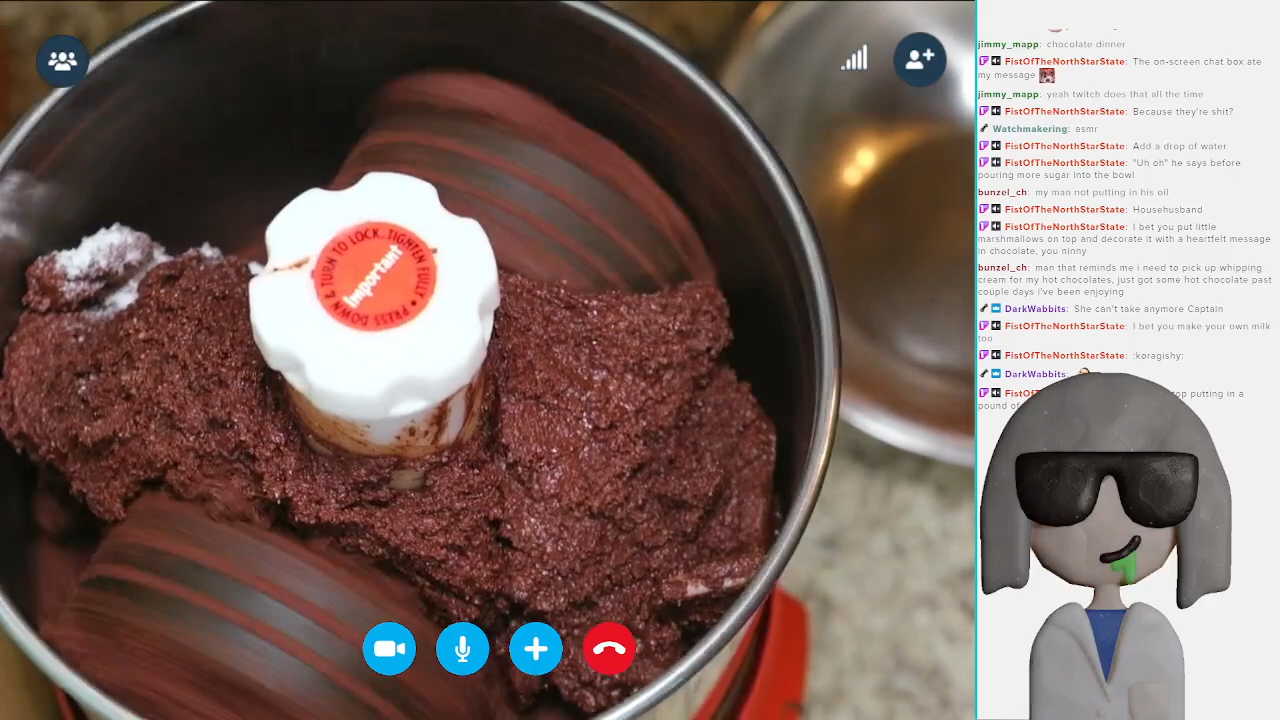 PRESS DOWN & TURN TO LOCK. TIGHTEN FULLY •
Important
jimmy_mapp: chocolate dinner
FistOfTheNorthStarState: The on-screen chat box ate
my message
jimmy_mapp: yeah twitch does that all the time
FistOfTheNorthStarState: Because they're shit?
Watchmakering: asmr
FistOfTheNorthStarState: Add a drop of water
FistOfTheNorthStarState: "Uh oh" he says before
pouring more sugar into the bowl
bunzel_ch: my man not putting in his oil
FistOfTheNorthStarState: Househusband
FistOfTheNorthStarState: I bet you put little
marshmallows on top and decorate it with a heartfelt message
in chocolate, you ninny
bunzel_ch: man that reminds me i need to pick up whipping
cream for my hot chocolates, just got some hot chocolate past
couple days i've been enjoying
DarkWabbits: She can't take anymore Captain
FistOfTheNorthStarState: I bet you make your own milk
too
FistOfTheNorthStarState: :koragishy:
DarkWabbits:
FistO
top putting in a
pound of